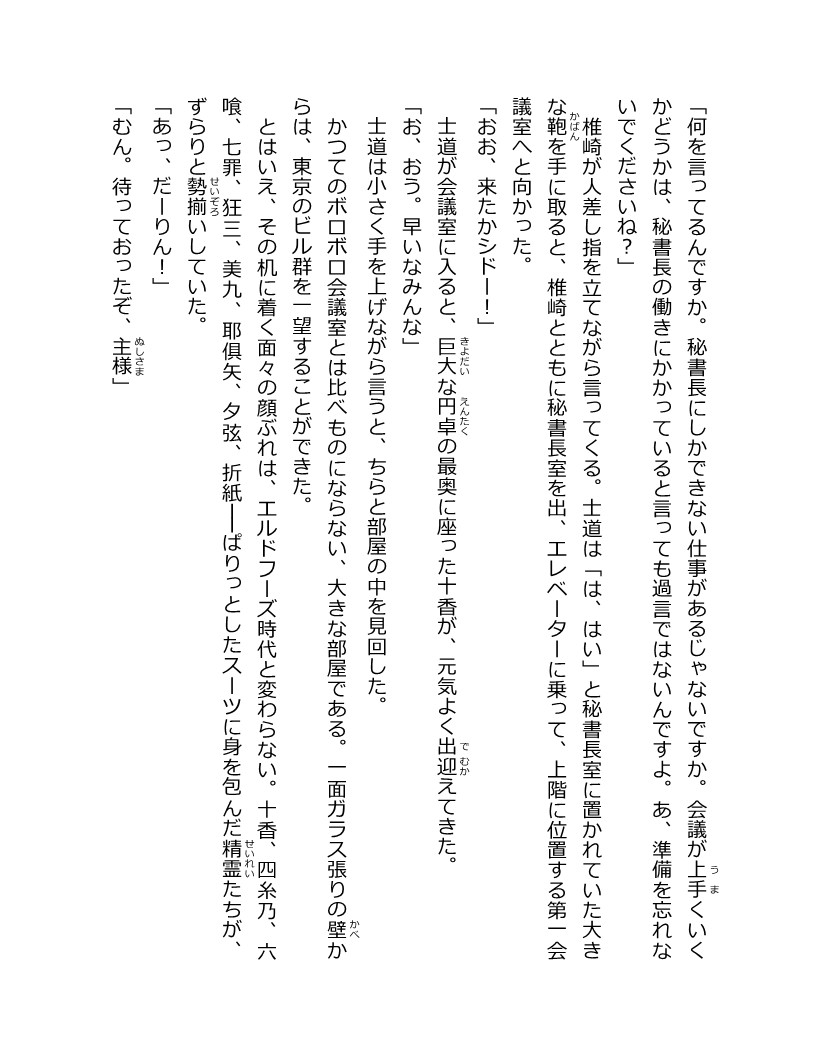 「何を言ってるんですか。秘書長にしかできない仕事があるじゃないですか。会議が上手くいく
かどうかは、秘書長の働きにかかっていると言っても過言ではないんですよ。あ、準備を忘れな
いでくださいね？」
　椎崎が人差し指を立てながら言ってくる。士道は「は、はい」と秘書長室に置かれていた大き
な鞄を手に取ると、椎崎とともに秘書長室を出、エレベーターに乗って、上階に位置する第一会
議室へと向かった。
「おお、来たかシドー！」
　士道が会議室に入ると、巨大な円卓の最奥に座った十香が、元気よく出迎えてきた。
「お、おう。早いなみんな」
　士道は小さく手を上げながら言うと、ちらと部屋の中を見回した。
　かつてのボロボロ会議室とは比べものにならない、大きな部屋である。一面ガラス張りの壁か
らは、東京のビル群を一望することができた。
　とはいえ、その机に着く面々の顔ぶれは、エルドフーズ時代と変わらない。十香、四糸乃、六
喰、七罪、狂三、美九、耶倶矢、夕弦、折紙──ぱりっとしたスーツに身を包んだ精霊たちが、
ずらりと勢揃いしていた。
「あっ、だーりん！」
「むん。待っておったぞ、主様」